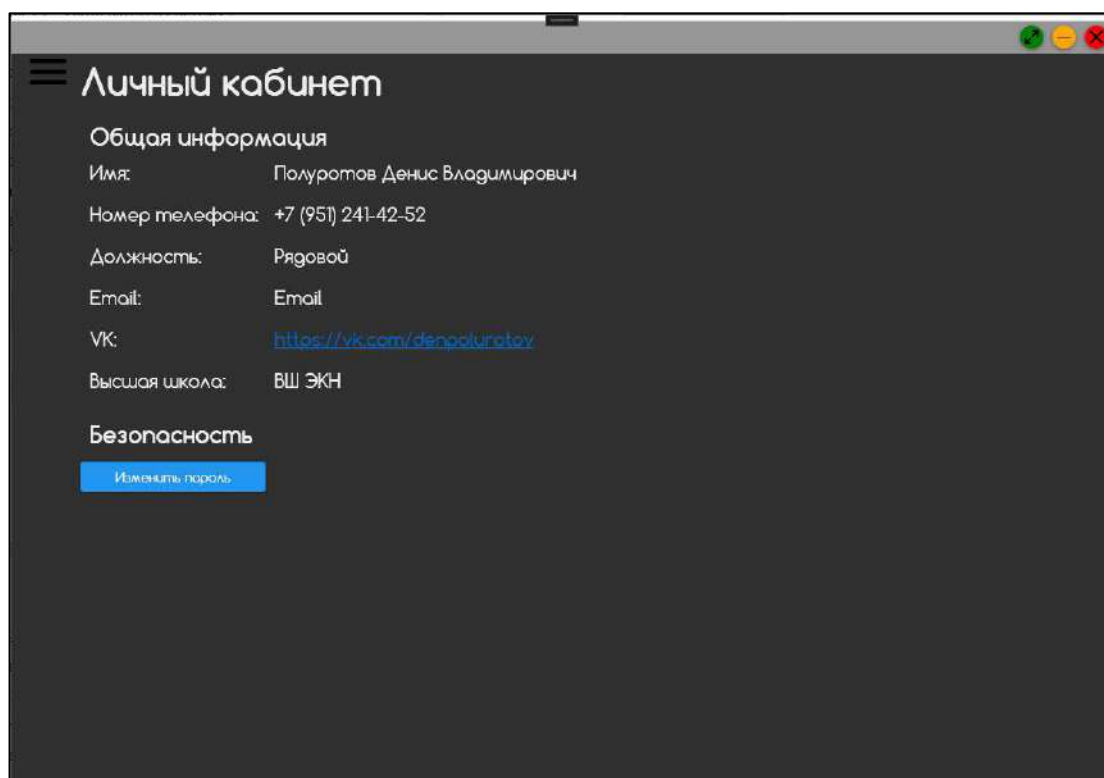 Личный кабинет
Общая информация
Имя: Полуротов Денис Владимирович
Номер телефона: +7 (951) 241-42-52
Должность: Рядовой
Email: Email
VK: https://vk.com/denpolurotov
Высшая школа: ВШ ЭКН
Безопасность
Изменить пароль